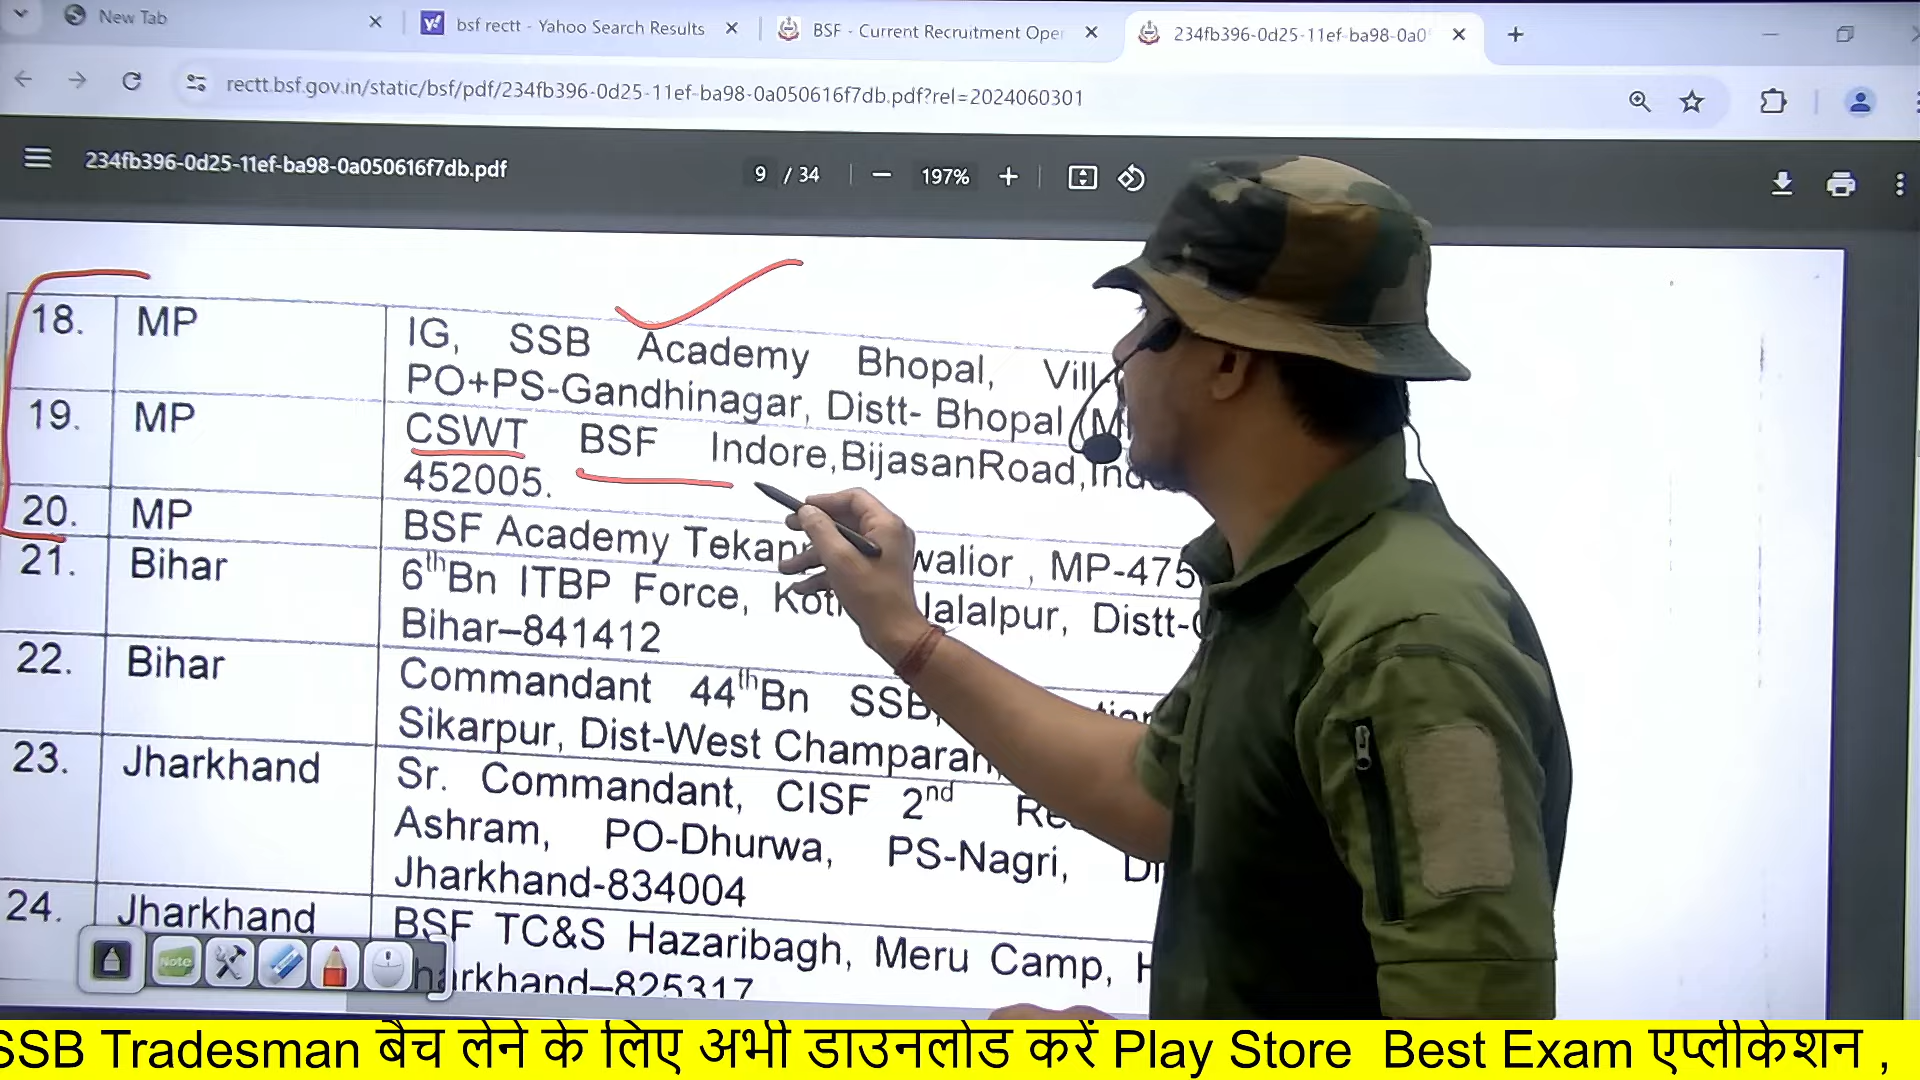 New Tab
bsf rectt - Yahoo Search Results
BSF - Current Recruitment Oper
234fb396-0d25-11ef-ba98-0a0
rectt.bsf.gov.in/static/bsf/pdf/234fb396-0d25-11ef-ba98-0a050616f7db.pdf?rel=2024060301
234fb396-0d25-11ef-ba98-0a050616f7db.pdf
9 / 34
197%
18. MP IG, SSB Academy Bhopal,
PO+PS-Gandhinagar, Distt- Bhopal
19. MP CSWT BSF Indore,BijasanRoad,
452005.
20. MP BSF Academy MP-475
21. Bihar 6thBn ITBP Force, Jalalpur, Distt-
Bihar–841412
22. Bihar Commandant 44thBn SSB,
Sikarpur, Dist-West Champaran,
23. Jharkhand Sr. Commandant, CISF 2nd
Ashram, PO-Dhurwa, PS-Nagri,
Jharkhand-834004
24. Jharkhand BSF TC&S Hazaribagh, Meru Camp,
harkhand–825317
Note
SSB Tradesman बैच लेने के लिए अभी डाउनलोड करें Play Store Best Exam एप्लीकेशन ,